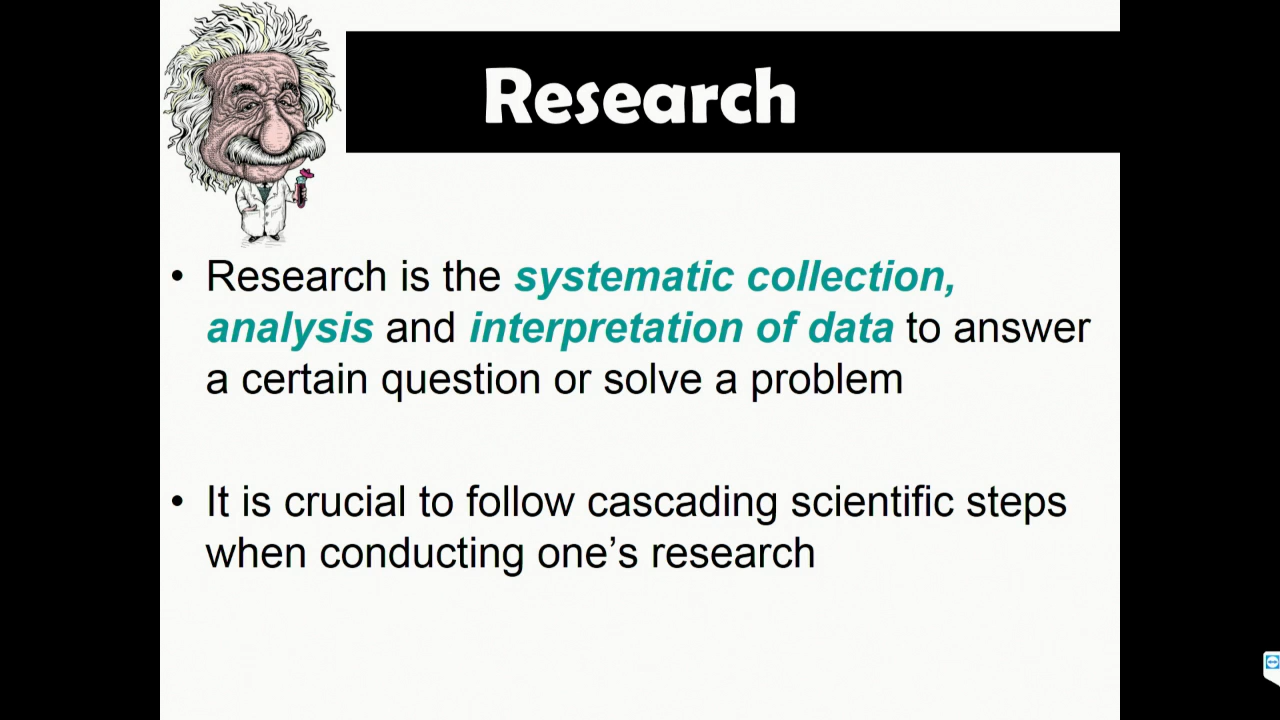 Research
• Research is the systematic collection,
analysis and interpretation of data to answer
a certain question or solve a problem
• It is crucial to follow cascading scientific steps
when conducting one’s research